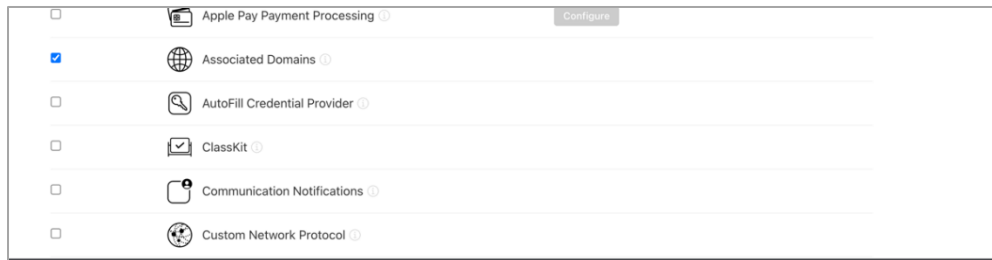 Apple Pay Payment Processing
Configure
Associated Domains
AutoFill Credential Provider
ClassKit
Communication Notifications
Custom Network Protocol